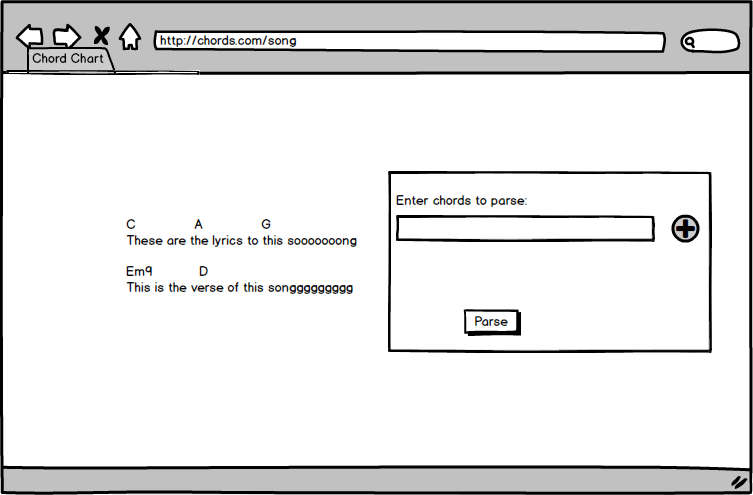 http://chords.com/song
Chord Chart
Enter chords to parse:
C A G
These are the lyrics to this sooooooong
Em9 D
This is the verse of this songgggggggg
Parse